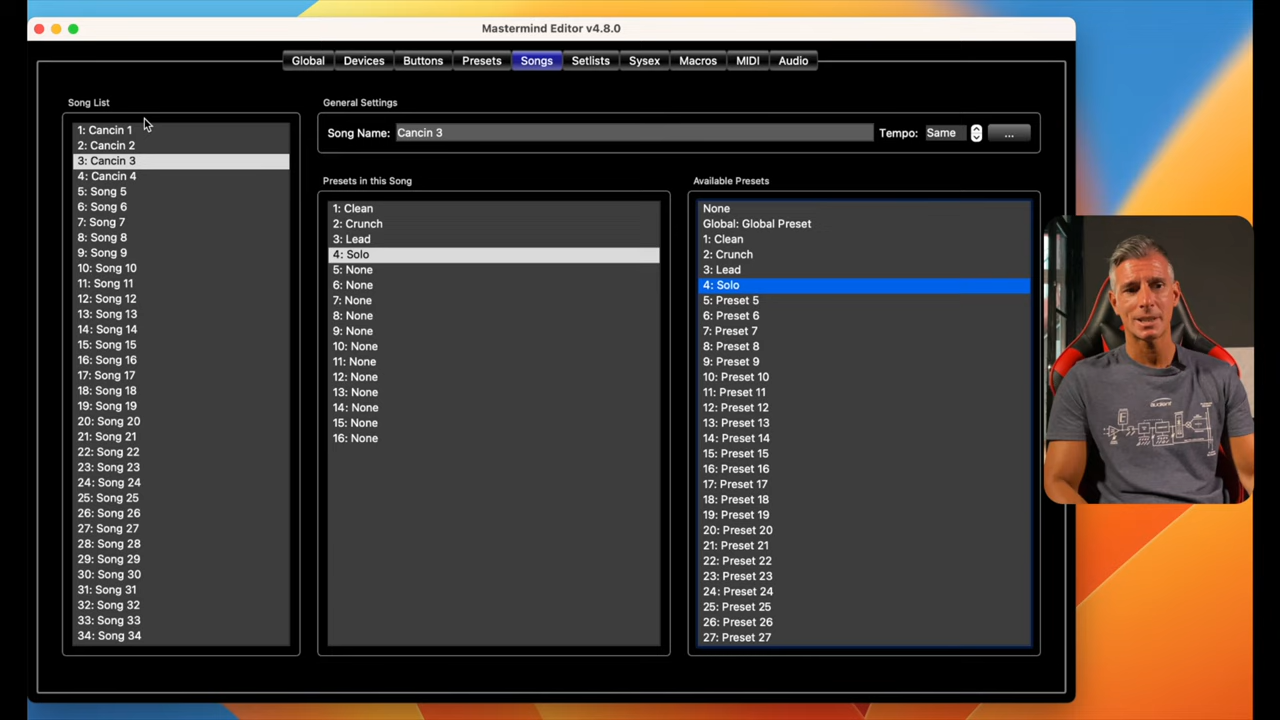 Mastermind Editor v4.8.0
Global Devices Buttons Presets Songs Setlists Sysex Macros MIDI Audio
Song List
1: Cancin 1
2: Cancin 2
3: Cancin 3
4: Cancin 4
5: Song 5
6: Song 6
7: Song 7
8: Song 8
9: Song 9
10: Song 10
11: Song 11
12: Song 12
13: Song 13
14: Song 14
15: Song 15
16: Song 16
17: Song 17
18: Song 18
19: Song 19
20: Song 20
21: Song 21
22: Song 22
23: Song 23
24: Song 24
25: Song 25
26: Song 26
27: Song 27
28: Song 28
29: Song 29
30: Song 30
31: Song 31
32: Song 32
33: Song 33
34: Song 34
General Settings
Song Name: Cancin 3 Tempo: Same ...
Presets in this Song
1: Clean
2: Crunch
3: Lead
4: Solo
5: None
6: None
7: None
8: None
9: None
10: None
11: None
12: None
13: None
14: None
15: None
16: None
Available Presets
None
Global: Global Preset
1: Clean
2: Crunch
3: Lead
4: Solo
5: Preset 5
6: Preset 6
7: Preset 7
8: Preset 8
9: Preset 9
10: Preset 10
11: Preset 11
12: Preset 12
13: Preset 13
14: Preset 14
15: Preset 15
16: Preset 16
17: Preset 17
18: Preset 18
19: Preset 19
20: Preset 20
21: Preset 21
22: Preset 22
23: Preset 23
24: Preset 24
25: Preset 25
26: Preset 26
27: Preset 27
audient